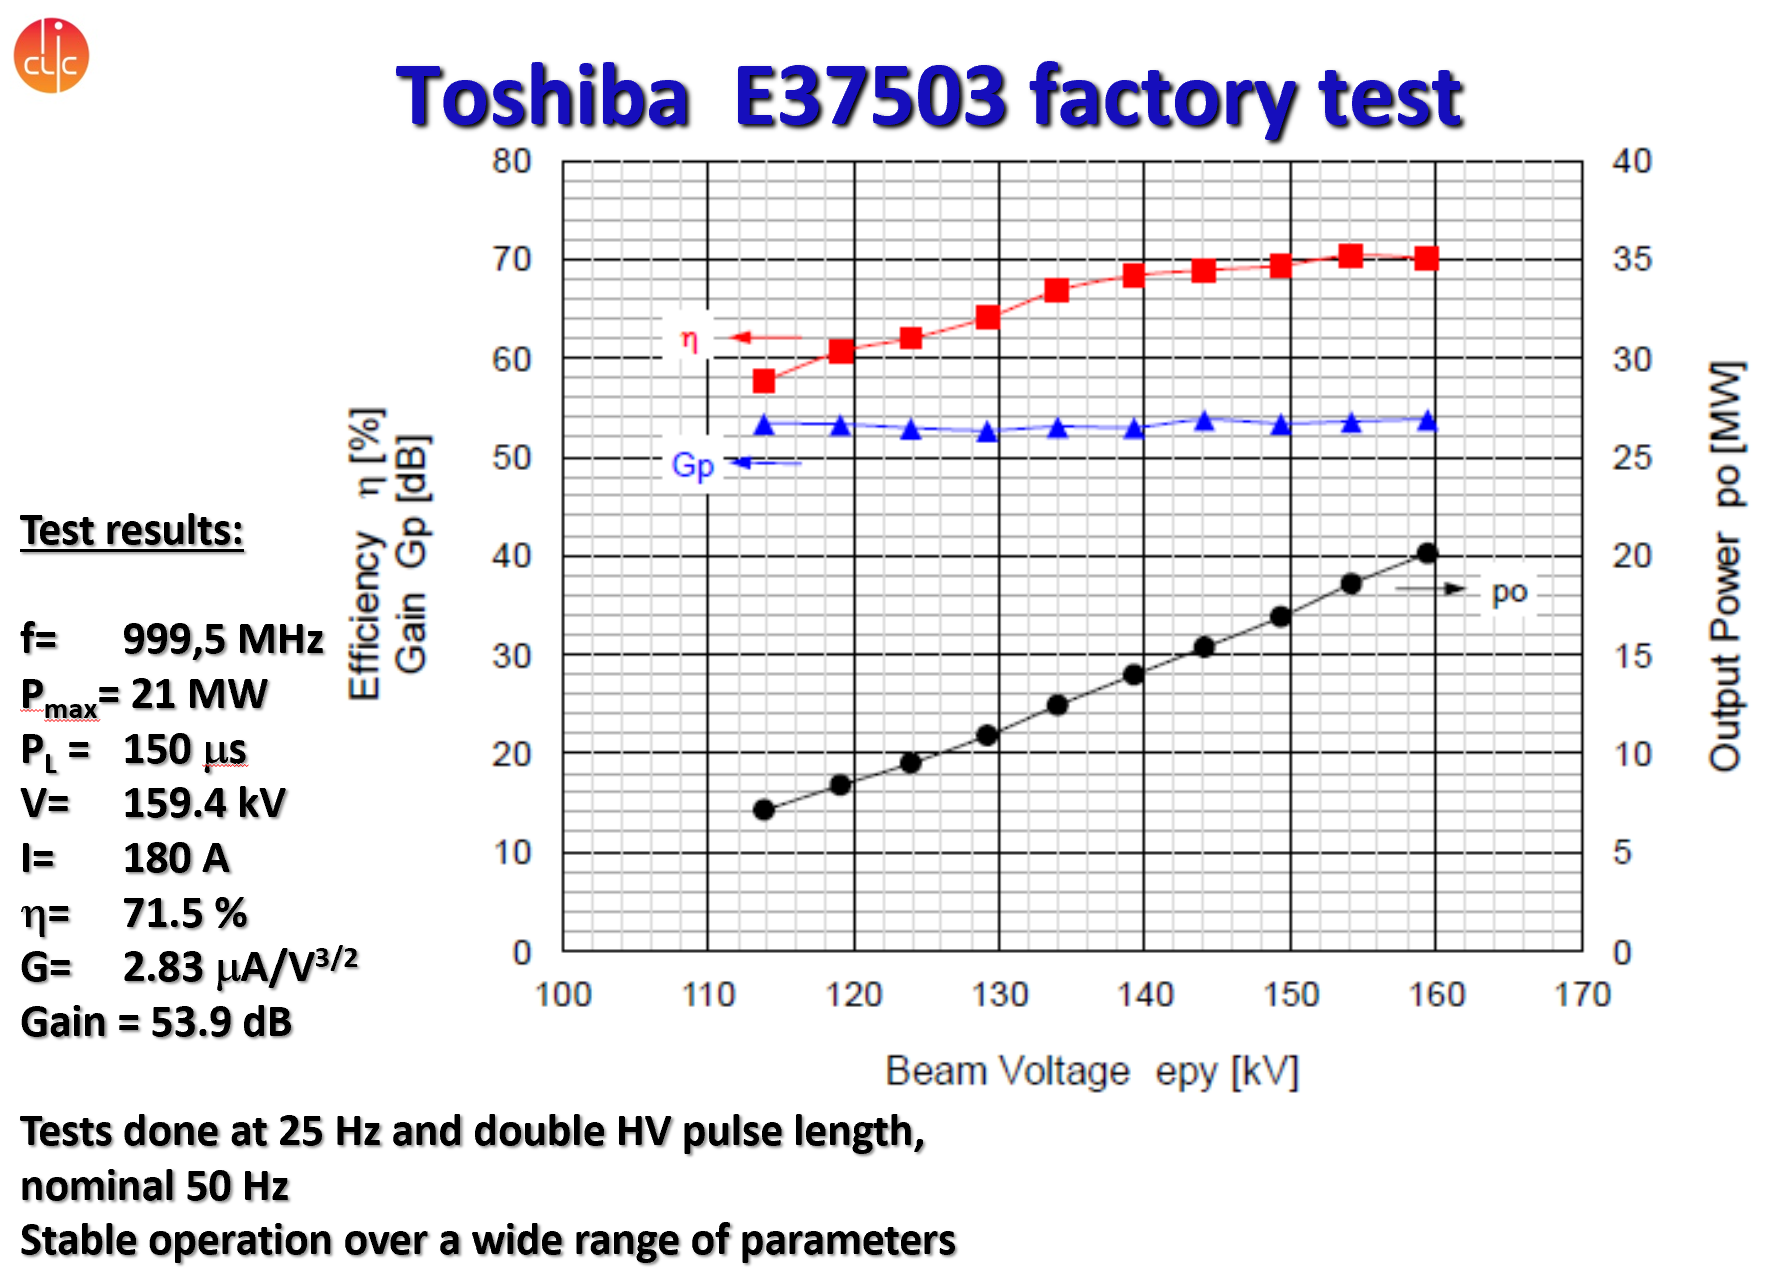 clic
Toshiba E37503 factory test
80
70
60
50
40
30
20
10
0
40
35
30
25
20
15
10
5
0
η
Gp
po
Efficiency η [%]
Gain Gp [dB]
Output Power po [MW]
100 110 120 130 140 150 160 170
Beam Voltage epy [kV]
Test results:
f= 999,5 MHz
Pmax= 21 MW
PL = 150 μs
V= 159.4 kV
I= 180 A
η= 71.5 %
G= 2.83 μA/V3/2
Gain = 53.9 dB
Tests done at 25 Hz and double HV pulse length,
nominal 50 Hz
Stable operation over a wide range of parameters